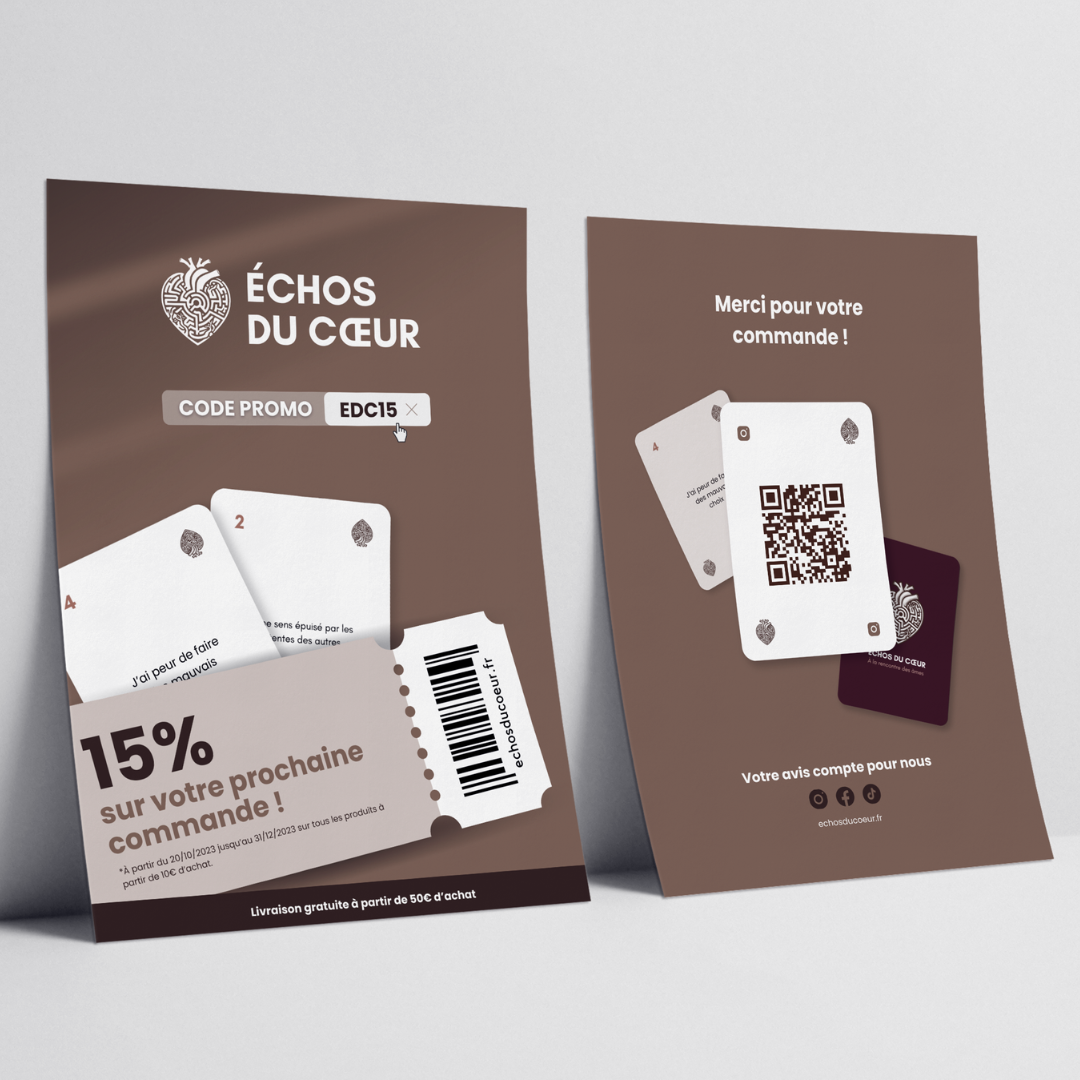 ÉCHOS
DU CŒUR
CODE PROMO EDC15
2
4
J'ai peur de faire
mauvais
sens épuisé par les
des autres
15%
sur votre prochaine
commande !
*À partir du 20/10/2023 jusqu'au 31/12/2023 sur tous les produits à
partir de 10€ d'achat.
echosducoeur.fr
Livraison gratuite à partir de 50€ d'achat
Merci pour votre
commande !
4
J'ai peur de
des
choix
ÉCHOS DU CŒUR
À la rencontre des âmes
Votre avis compte pour nous
echosducoeur.fr